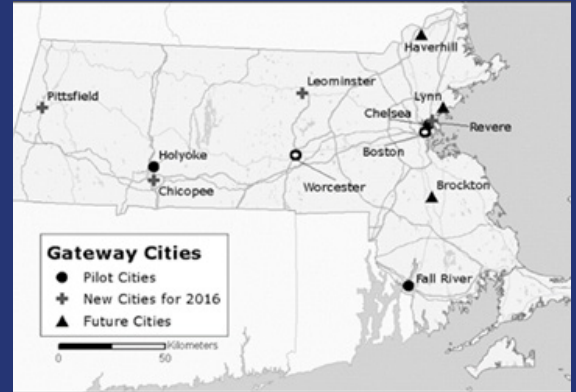 Haverhill
Leominster
Pittsfield
Lynn
Chelsea
Revere
Holyoke
Boston
Chicopee
Worcester
Brockton
Gateway Cities
Pilot Cities
New Cities for 2016
Future Cities
Fall River
Kilometers
0 50